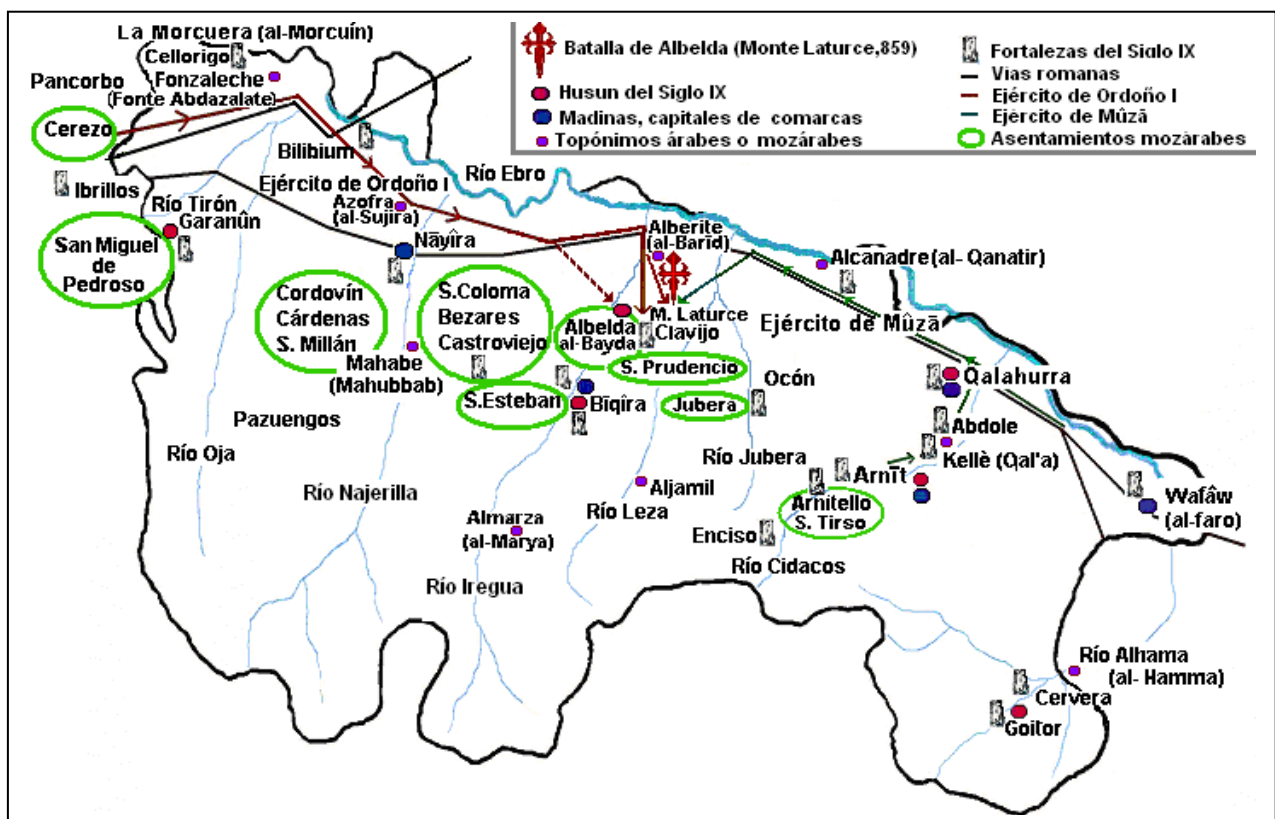 La Morcuera (al-Morcuín)
Cellorigo
Fonzaleche
(Fonte Abdazalate)
Pancorbo
Cerezo
Ibrillos
Bilibium
Río Tirón
Garanûn
San Miguel
de
Pedroso
Ejército de Ordoño I
Azofra
(al-Sujira)
Río Ebro
Nāyîra
Cordovín
Cárdenas
S. Millán
Mahabe
(Mahubbab)
S.Coloma
Bezares
Castroviejo
S.Esteban
Albelda
al-Bayda
Alberite
(al-Barīd)
M. Laturce
Clavijo
S. Prudencio
Jubera
Bīqîra
Ocón
Alcanadre (al- Qanatir)
Ejército de Mûzā
Qalahurra
Abdole
Kellè (Qal'a)
Arnīt
Arnitello
S. Tirso
Wafâw
(al-faro)
Pazuengos
Río Oja
Río Najerilla
Almarza
(al-Marya)
Río Iregua
Aljamil
Río Leza
Río Jubera
Enciso
Río Cidacos
Río Alhama
(al- Hamma)
Cervera
Goitor
Batalla de Albelda (Monte Laturce,859)
Husun del Siglo IX
Madinas, capitales de comarcas
Topónimos árabes o mozárabes
Fortalezas del Siglo IX
Vias romanas
Ejército de Ordoño I
Ejército de Mûzā
Asentamientos mozárabes